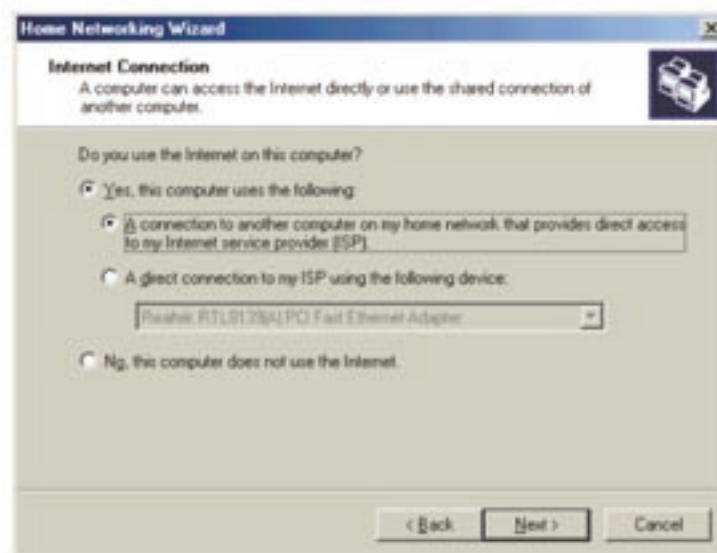 Home Networking Wizard
Internet Connection
A computer can access the Internet directly or use the shared connection of
another computer.
Do you use the Internet on this computer?
Yes, this computer uses the following:
A connection to another computer on my home network that provides direct access
to my Internet service provider (ISP).
A direct connection to my ISP using the following device:
Realtek RTL8139(A) PCI Fast Ethernet Adapter
No, this computer does not use the Internet.
< Back
Next >
Cancel